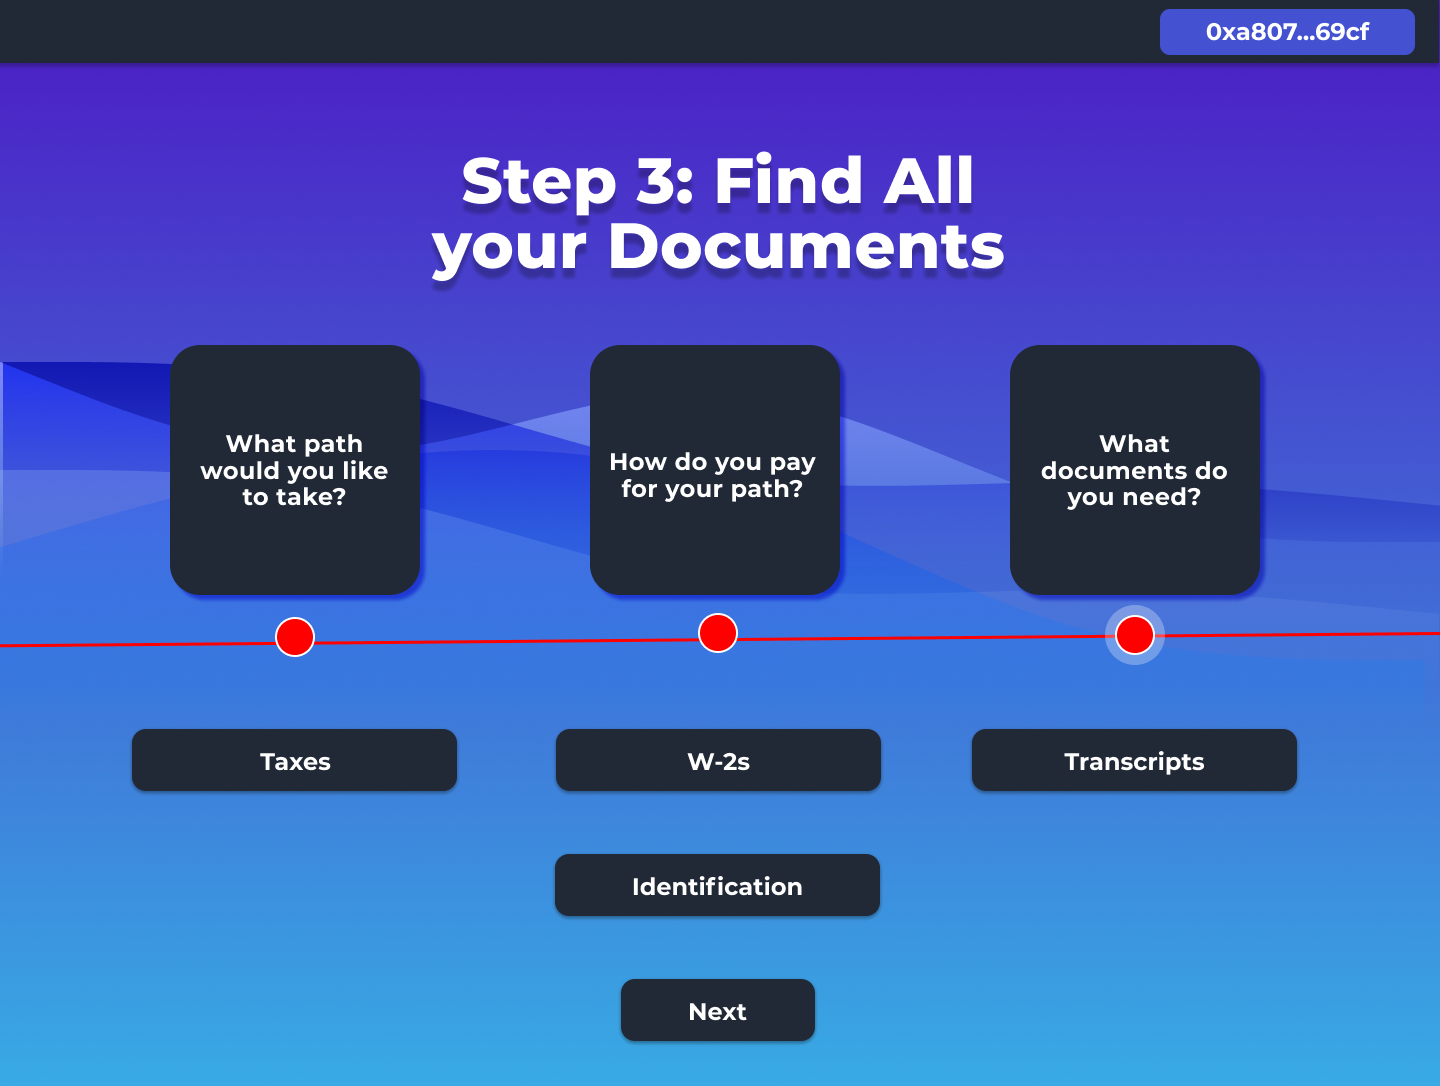 0xa807...69cf
Step 3: Find All
your Documents
What path
would you like
to take?
How do you pay
for your path?
What
documents do
you need?
Taxes
W-2s
Transcripts
Identification
Next